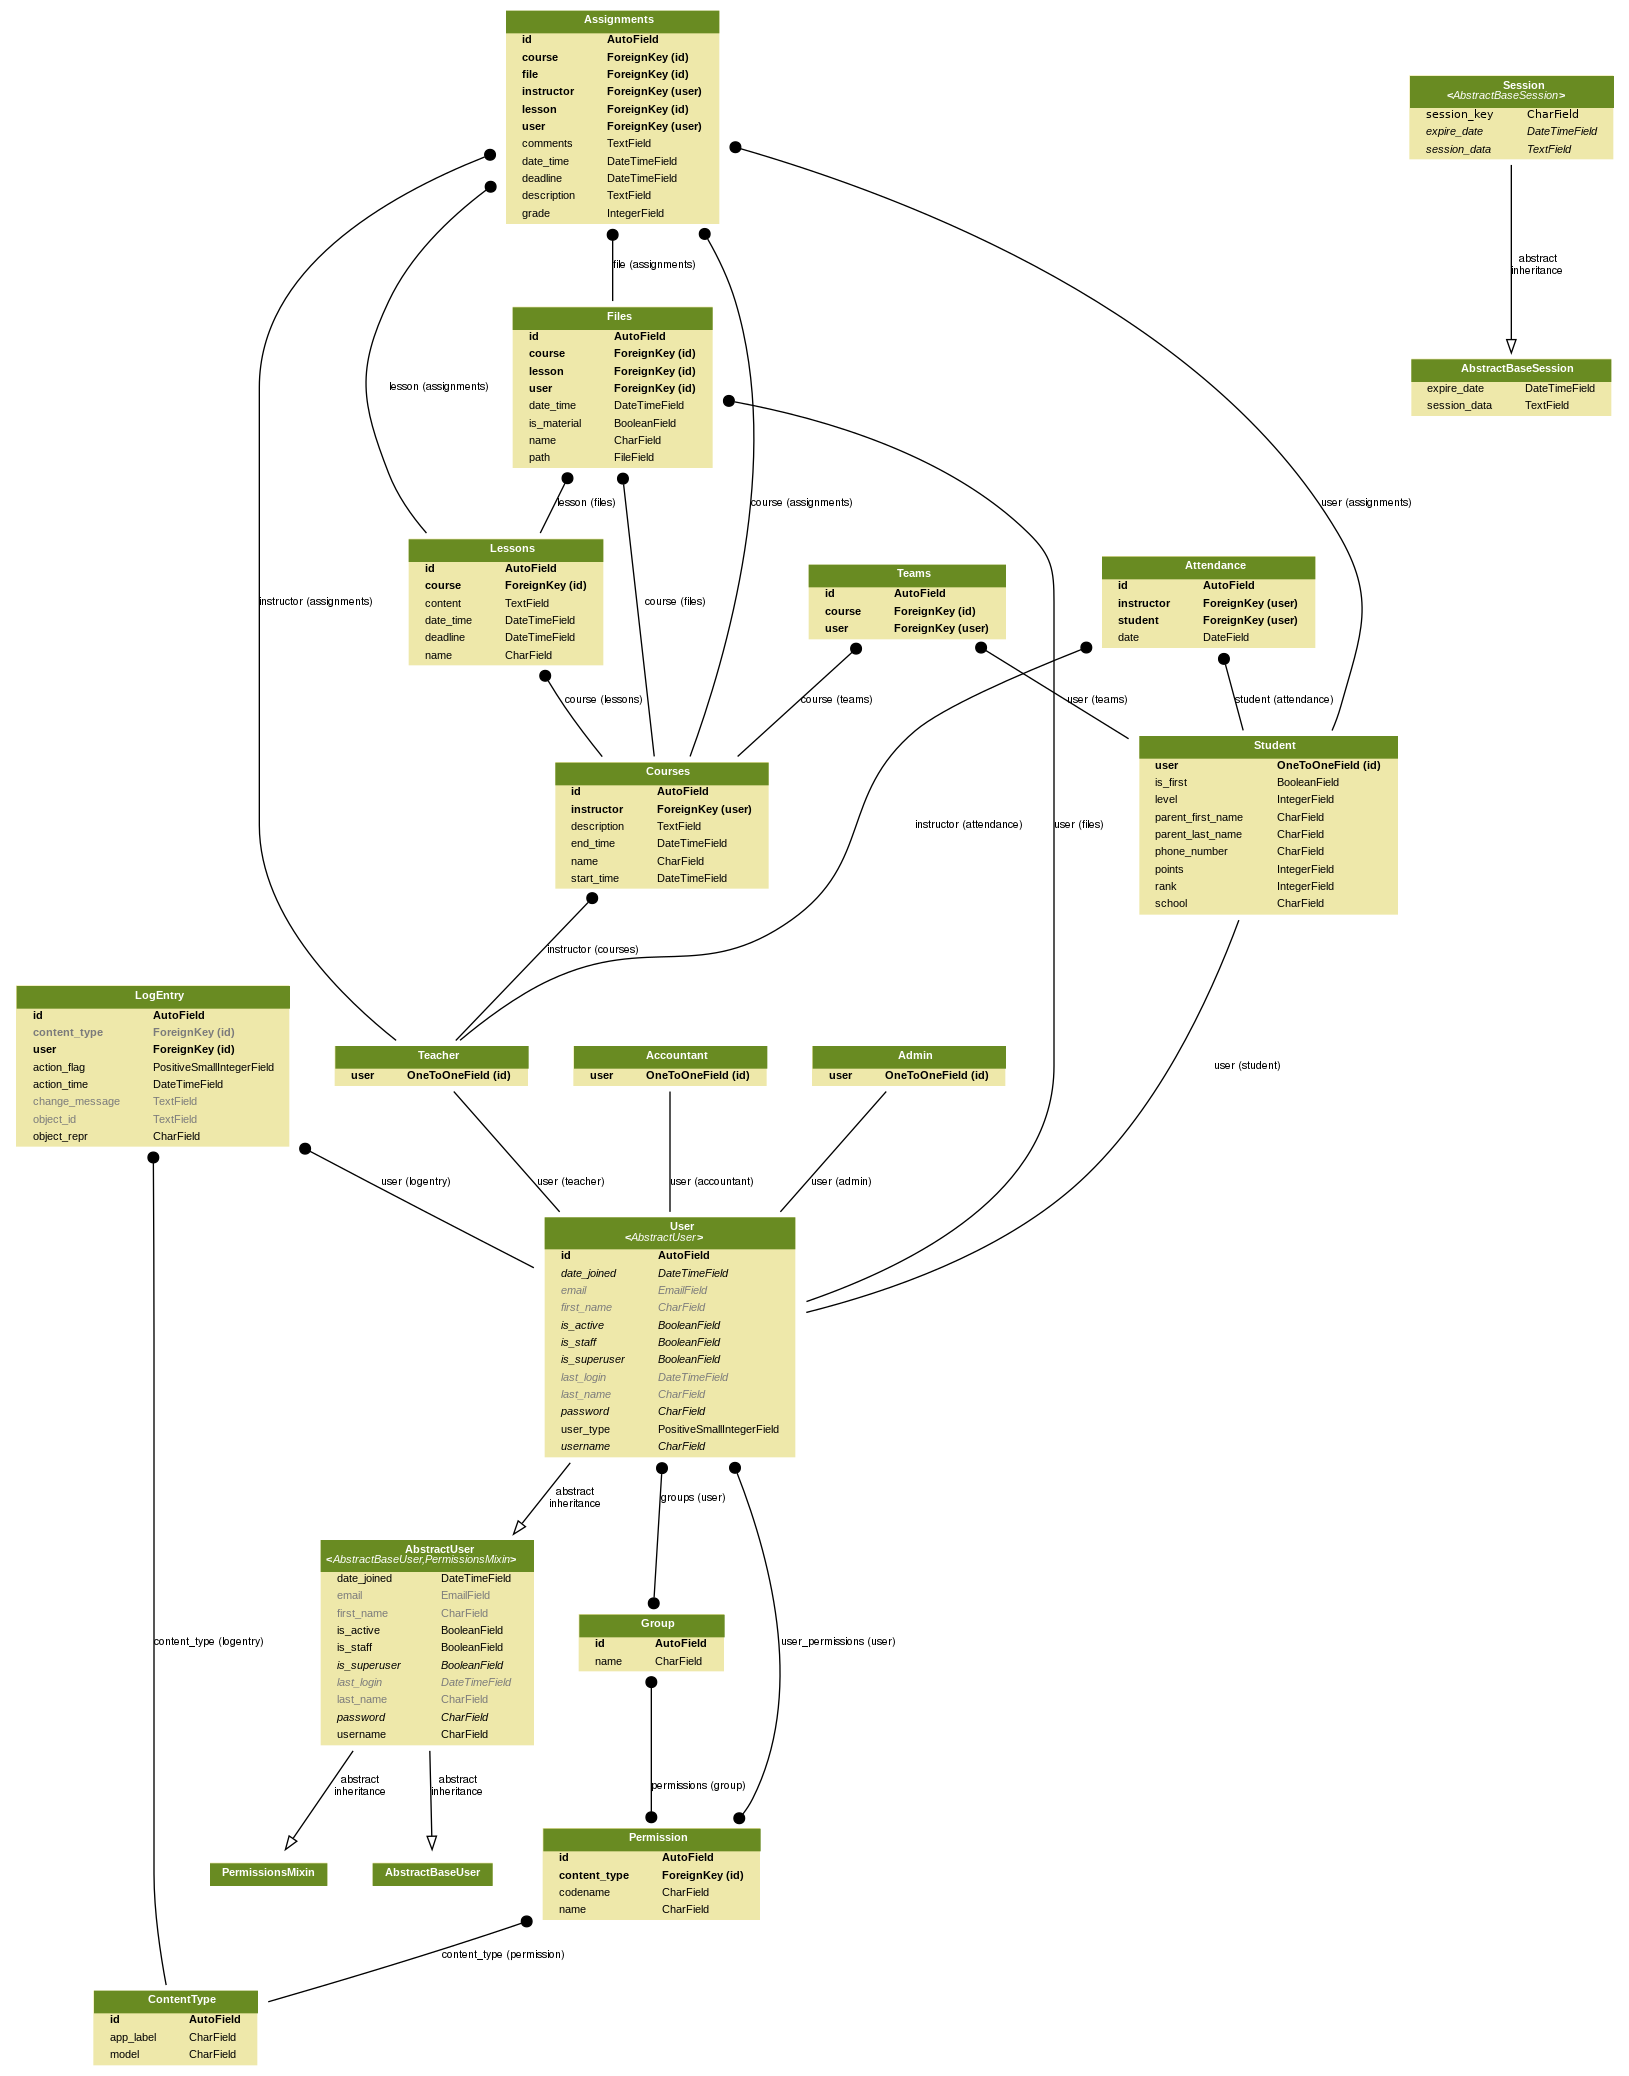 Assignments
id AutoField
course ForeignKey (id)
file ForeignKey (id)
instructor ForeignKey (user)
lesson ForeignKey (id)
user ForeignKey (user)
comments TextField
date_time DateTimeField
deadline DateTimeField
description TextField
grade IntegerField
Session
<AbstractBaseSession>
session_key CharField
expire_date DateTimeField
session_data TextField
file (assignments)
abstract
inheritance
Files
id AutoField
course ForeignKey (id)
lesson ForeignKey (id)
user ForeignKey (id)
date_time DateTimeField
is_material BooleanField
name CharField
path FileField
AbstractBaseSession
expire_date DateTimeField
session_data TextField
lesson (assignments)
lesson (files)
course (assignments)
user (assignments)
Lessons
id AutoField
course ForeignKey (id)
content TextField
date_time DateTimeField
deadline DateTimeField
name CharField
instructor (assignments)
course (files)
Teams
id AutoField
course ForeignKey (id)
user ForeignKey (user)
Attendance
id AutoField
instructor ForeignKey (user)
student ForeignKey (user)
date DateField
course (lessons)
course (teams)
user (teams)
student (attendance)
Courses
id AutoField
instructor ForeignKey (user)
description TextField
end_time DateTimeField
name CharField
start_time DateTimeField
Student
user OneToOneField (id)
is_first BooleanField
level IntegerField
parent_first_name CharField
parent_last_name CharField
phone_number CharField
points IntegerField
rank IntegerField
school CharField
instructor (attendance)
user (files)
instructor (courses)
LogEntry
id AutoField
content_type ForeignKey (id)
user ForeignKey (id)
action_flag PositiveSmallIntegerField
action_time DateTimeField
change_message TextField
object_id TextField
object_repr CharField
Teacher
user OneToOneField (id)
Accountant
user OneToOneField (id)
Admin
user OneToOneField (id)
user (student)
user (logentry)
user (teacher)
user (accountant)
user (admin)
User
<AbstractUser>
id AutoField
date_joined DateTimeField
email EmailField
first_name CharField
is_active BooleanField
is_staff BooleanField
is_superuser BooleanField
last_login DateTimeField
last_name CharField
password CharField
user_type PositiveSmallIntegerField
username CharField
abstract
inheritance
groups (user)
AbstractUser
<AbstractBaseUser,PermissionsMixin>
date_joined DateTimeField
email EmailField
first_name CharField
is_active BooleanField
is_staff BooleanField
is_superuser BooleanField
last_login DateTimeField
last_name CharField
password CharField
username CharField
Group
id AutoField
name CharField
content_type (logentry)
user_permissions (user)
abstract
inheritance
abstract
inheritance
permissions (group)
PermissionsMixin
AbstractBaseUser
Permission
id AutoField
content_type ForeignKey (id)
codename CharField
name CharField
content_type (permission)
ContentType
id AutoField
app_label CharField
model CharField